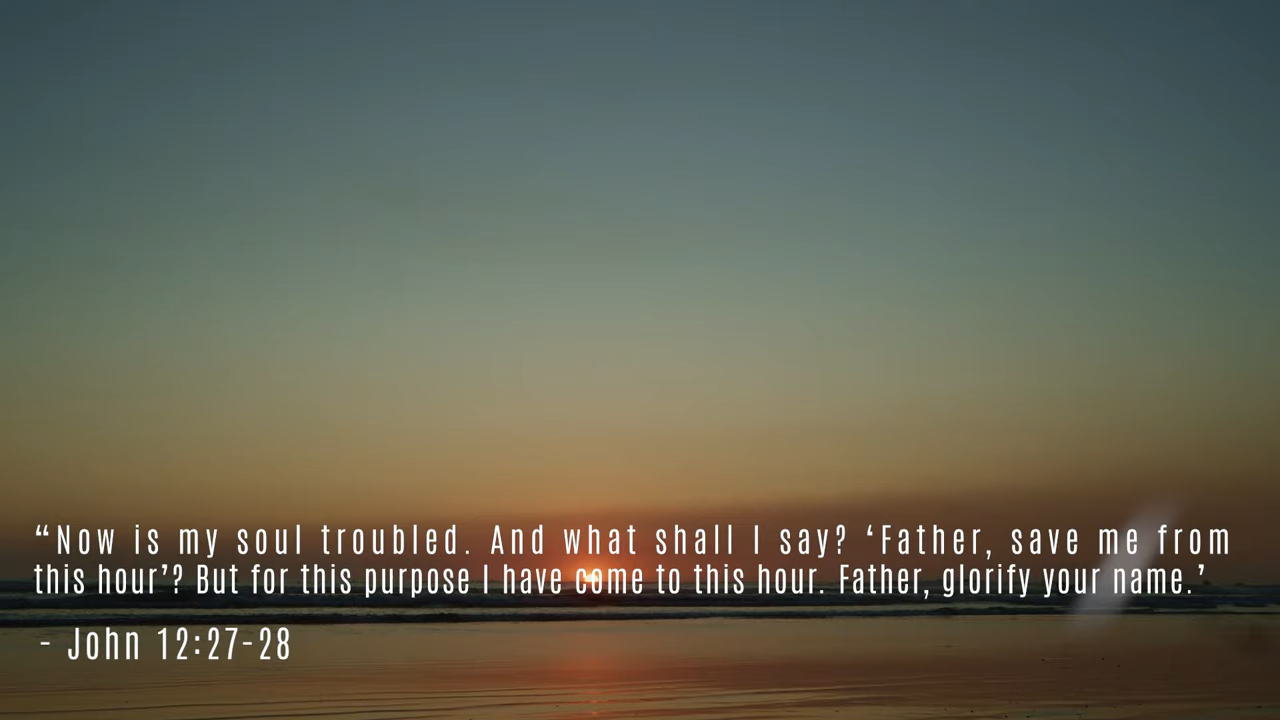 “Now is my soul troubled. And what shall I say? ‘Father, save me from
this hour’? But for this purpose I have come to this hour. Father, glorify your name.’
- John 12:27-28